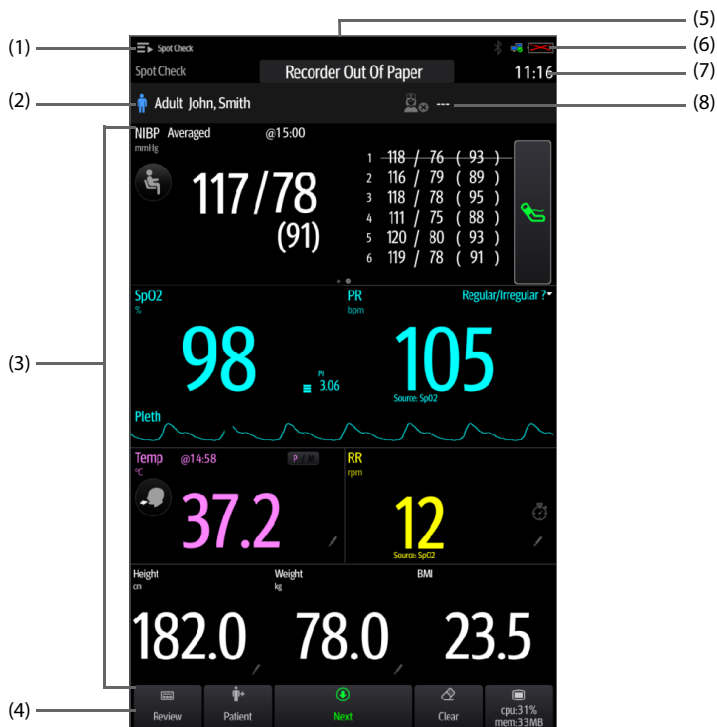 (5)
(1) Spot Check (6)
Spot Check Recorder Out Of Paper 11:16 (7)
(2) Adult John, Smith --- (8)
NIBP Averaged @15:00
mmHg
117/78
(91)
1 118 / 76 ( 93 )
2 116 / 79 ( 89 )
3 118 / 78 ( 95 )
4 111 / 75 ( 88 )
5 120 / 80 ( 93 )
6 119 / 78 ( 91 )
(3)
SpO2 PR Regular/Irregular ?
% bpm
98 PI 3.06 105
Source: SpO2
Pleth
Temp @14:58 P / M RR
°C rpm
37.2 12
Source: SpO2
Height Weight BMI
cm kg
182.0 78.0 23.5
(4) Review Patient Next Clear cpu:31%
mem:33MB